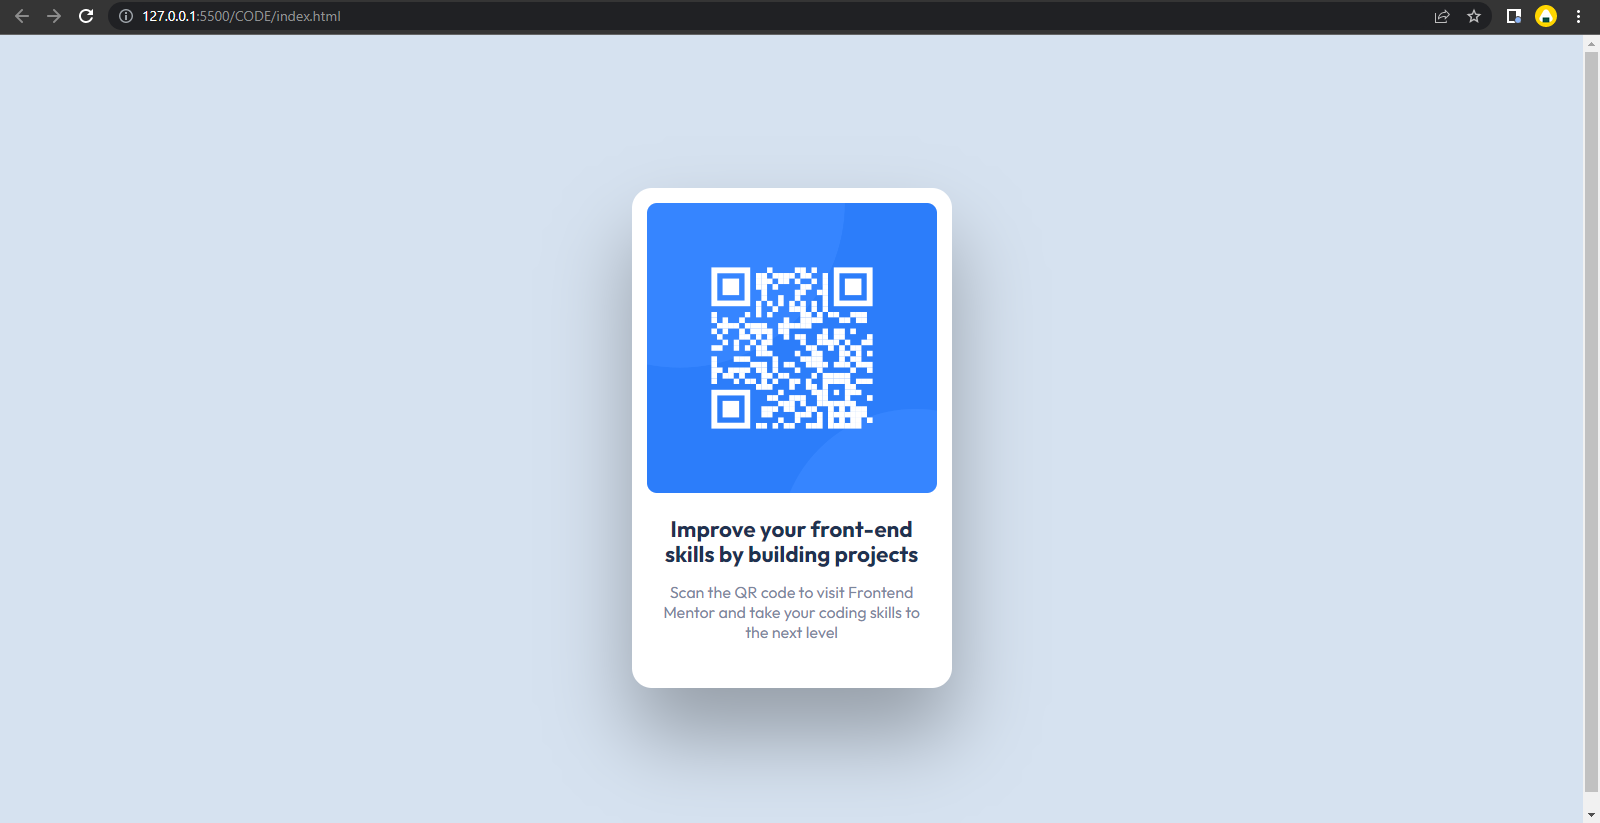 127.0.0.1:5500/CODE/index.html
Improve your front-end
skills by building projects
Scan the QR code to visit Frontend
Mentor and take your coding skills to
the next level